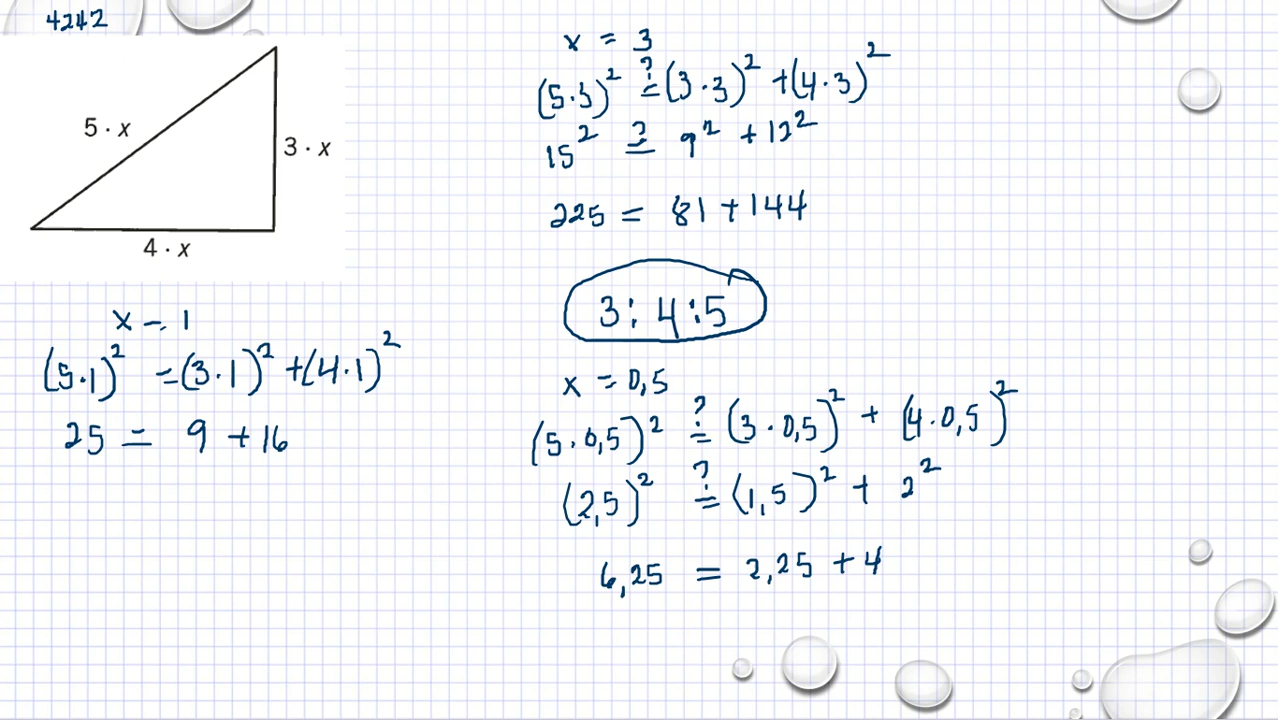 4242
5 · x
3 · x
4 · x
x = 1
(5·1)² = (3·1)² + (4·1)²
25 = 9 + 16
x = 3
(5·3)² ≟ (3·3)² + (4·3)²
15² ≟ 9² + 12²
225 = 81 + 144
3:4:5
x = 0,5
(5·0,5)² ≟ (3·0,5)² + (4·0,5)²
(2,5)² ≟ (1,5)² + 2²
6,25 = 2,25 + 4